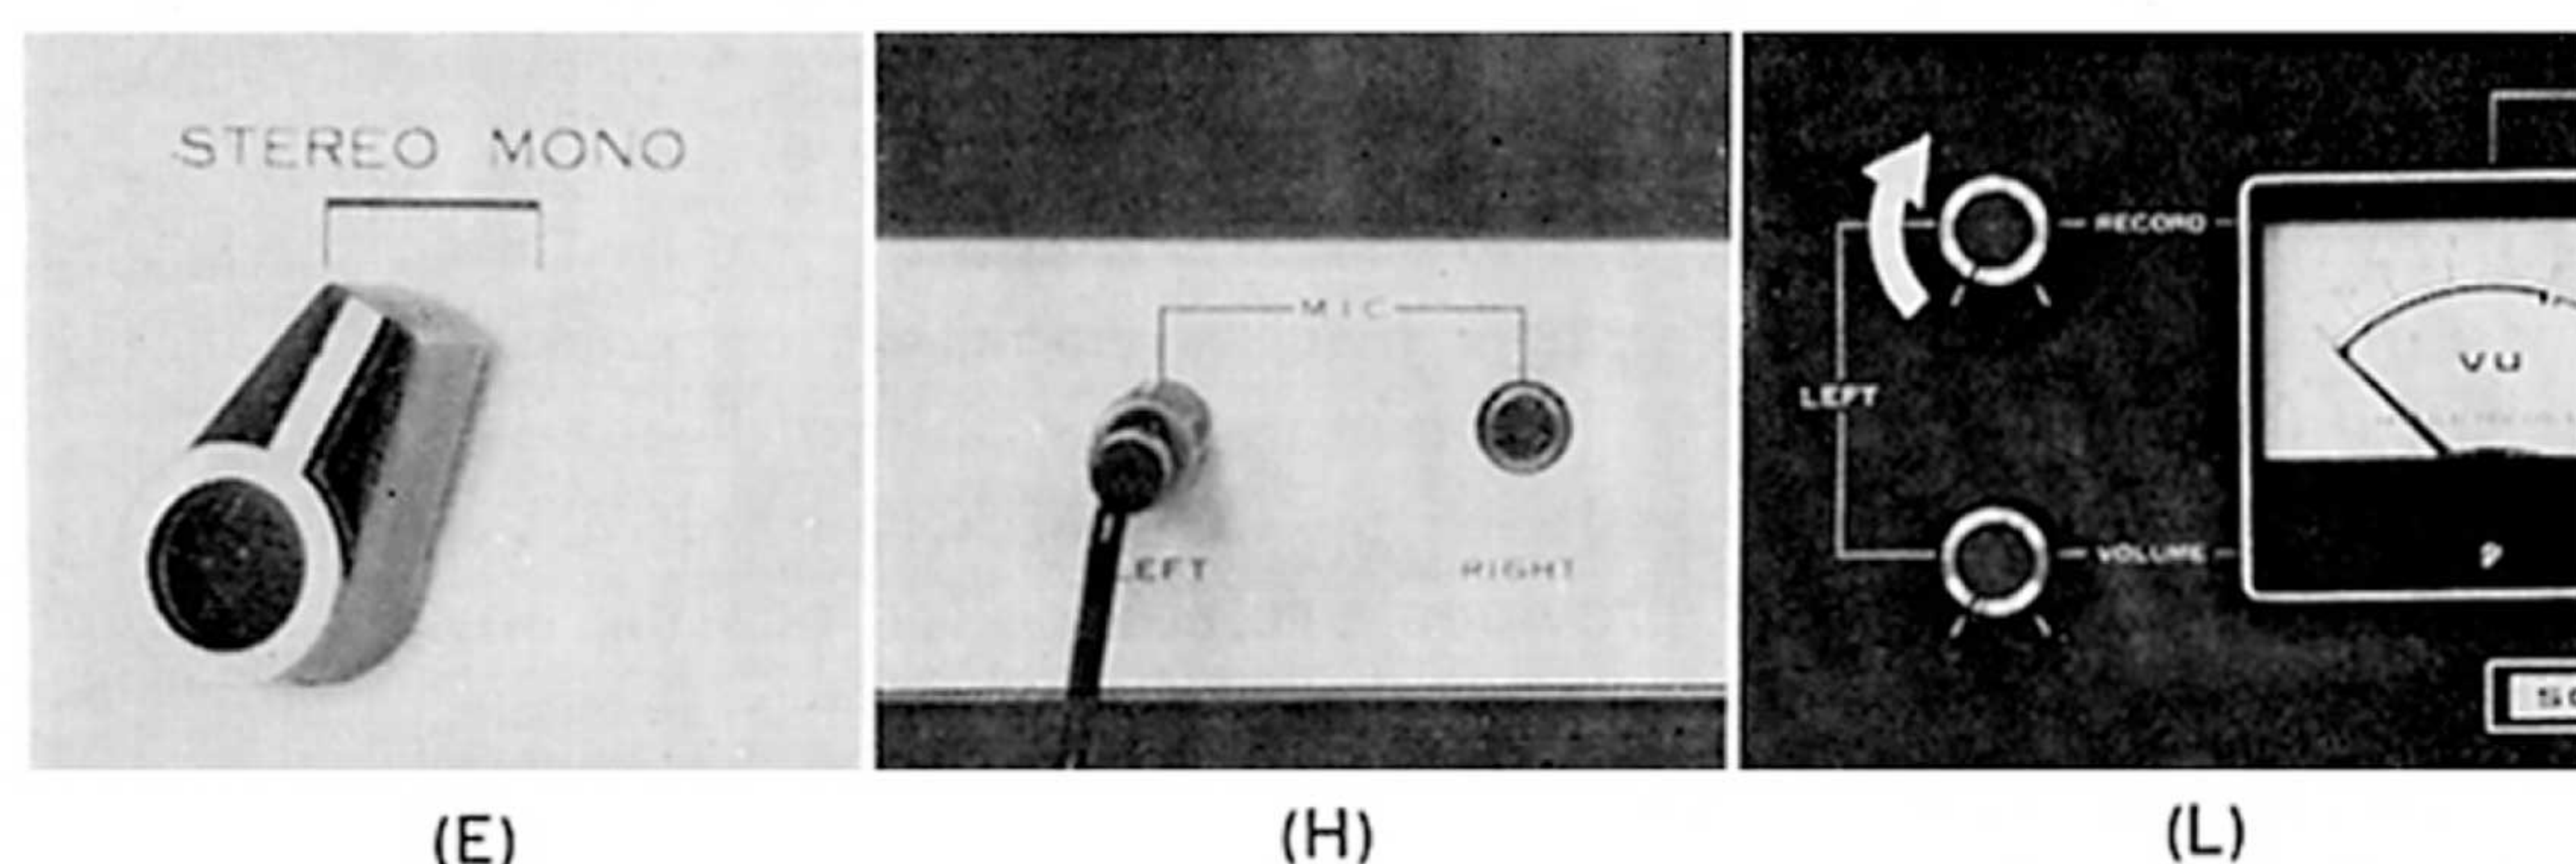 STEREO MONO
MIC
LEFT RIGHT
RECORD
LEFT
VU
VOLUME
(E) (H) (L)